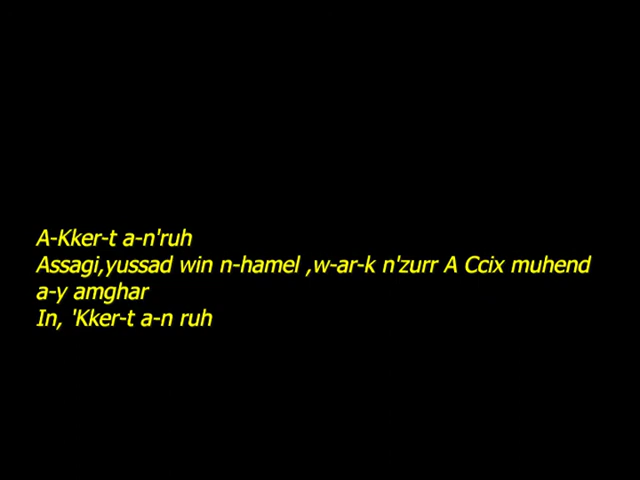 A-Kker-t a-n'ruh
Assagi,yussad win n-hamel ,w-ar-k n'zurr A Ccix muhend
a-y amghar
In, 'Kker-t a-n ruh